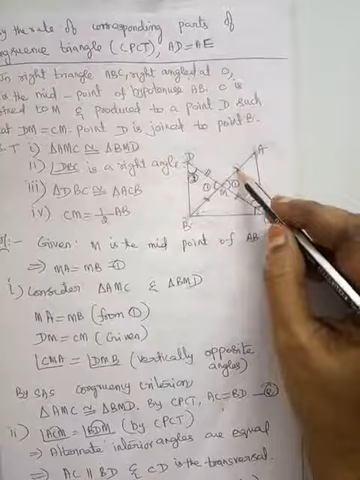 By the rule of corresponding parts of
congruence triangle (CPCT), AD=AE
In right triangle ABC, right angled at C,
is the mid-point of hypotenuse AB. C is
joined to M & produced to a point D such
at DM=CM. Point D is joined to point B.
S.T i) ΔAMC ≅ ΔBMD
ii) ∠DBC is a right angle.
iii) ΔDBC ≅ ΔACB
iv) CM = 1/2 AB
D
A
M
B
Given: M is the mid point of AB
⇒ MA = MB -①
i) Consider ΔAMC & ΔBMD
MA = MB (from ①)
DM = CM (Given)
∠CMA = ∠DMB (vertically opposite
angles)
By SAS Congruency criterion
ΔAMC ≅ ΔBMD. By CPCT, AC=BD -②
ii) ∠ACM = ∠BDM (by CPCT)
⇒ Alternate interior angles are equal
⇒ AC || BD & CD is the transversal.